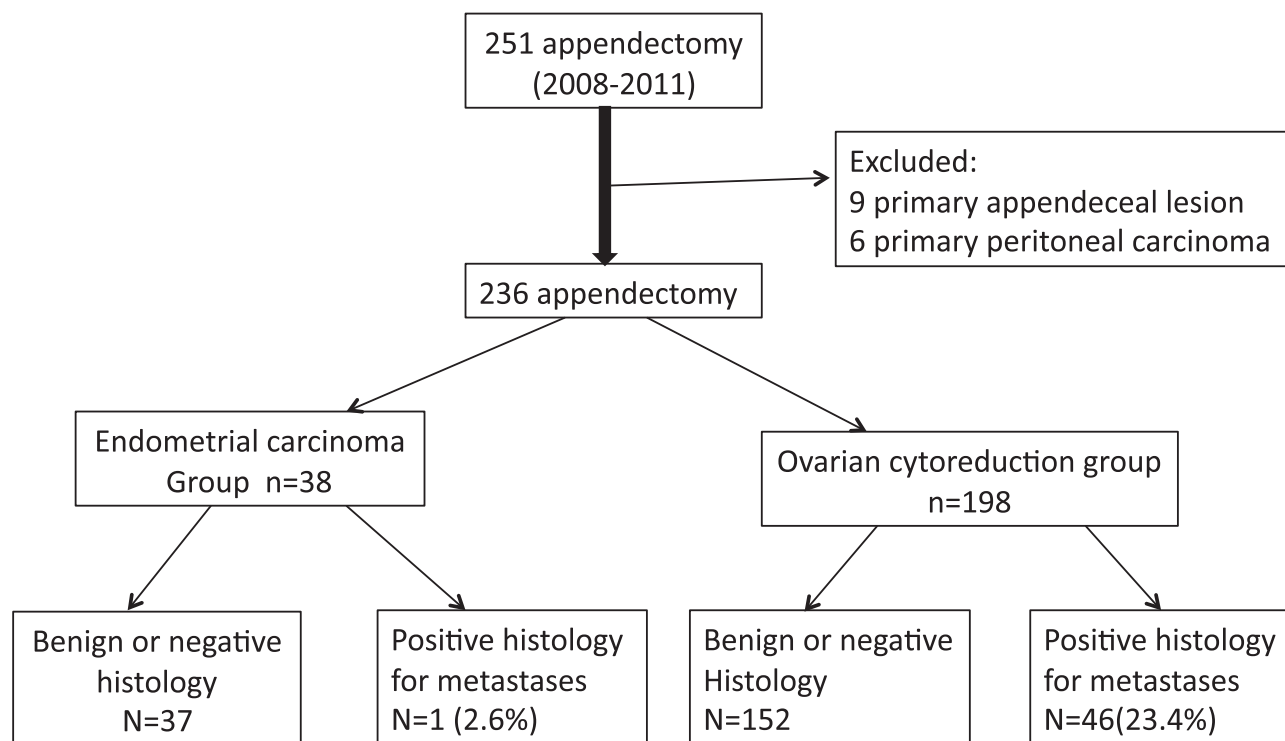 251 appendectomy
(2008-2011)
Excluded:
9 primary appendeceal lesion
6 primary peritoneal carcinoma
236 appendectomy
Endometrial carcinoma
Group n=38
Ovarian cytoreduction group
n=198
Benign or negative
histology
N=37
Positive histology
for metastases
N=1 (2.6%)
Benign or negative
Histology
N=152
Positive histology
for metastases
N=46(23.4%)